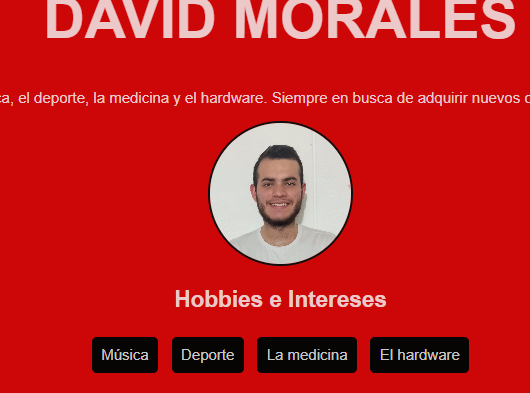 DAVID MORALES
el deporte, la medicina y el hardware. Siempre en busca de adquirir nuevos
Hobbies e Intereses
Música Deporte La medicina El hardware